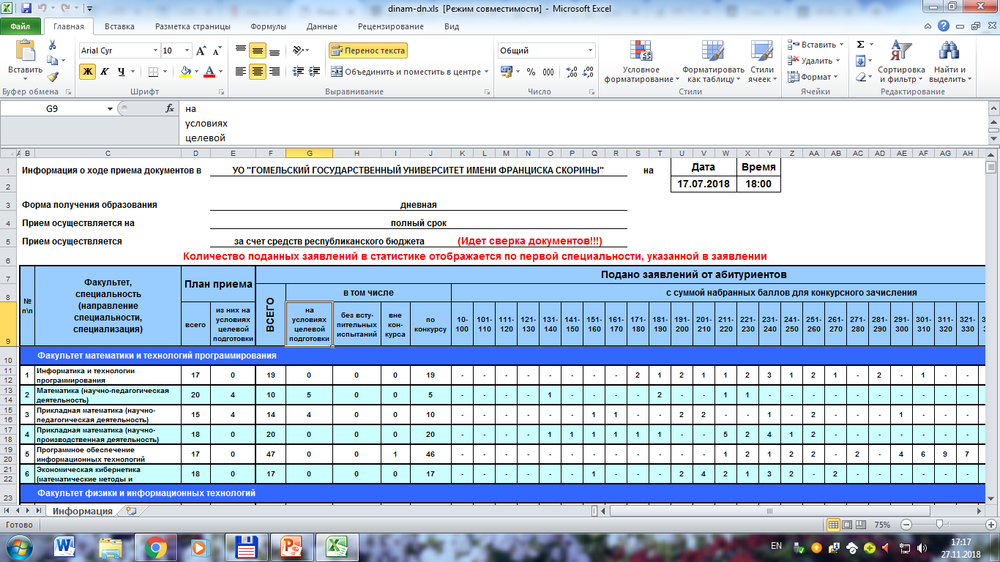 dinam-dn.xls [Режим совместимости] - Microsoft Excel
Файл Главная Вставка Разметка страницы Формулы Данные Рецензирование Вид
Вставить
Буфер обмена
Arial Cyr 10
Ж К Ч
Шрифт
Перенос текста
Объединить и поместить в центре
Выравнивание
Общий
% 000
Число
Условное форматирование
Форматировать как таблицу
Стили ячеек
Стили
Вставить
Удалить
Формат
Ячейки
Сортировка и фильтр
Найти и выделить
Редактирование
G9 fx на
условиях
целевой
A B C D E F G H I J K L M N O P Q R S T U V W X Y Z AA AB AC AD AE AF AG AH
1 Информация о ходе приема документов в УО "ГОМЕЛЬСКИЙ ГОСУДАРСТВЕННЫЙ УНИВЕРСИТЕТ ИМЕНИ ФРАНЦИСКА СКОРИНЫ" на Дата Время
2 17.07.2018 18:00
3 Форма получения образования дневная
4 Прием осуществляется на полный срок
5 Прием осуществляется за счет средств республиканского бюджета (Идет сверка документов!!!)
6 Количество поданных заявлений в статистике отображается по первой специальности, указанной в заявлении
7 Подано заявлений от абитуриентов
8 в том числе с суммой набранных баллов для конкурсного зачисления
9
№ п\п
Факультет,
специальность
(направление
специальности,
специализация)
План приема
всего
из них на
условиях
целевой
подготовки
ВСЕГО
на
условиях
целевой
подготовки
без всту-
пительных
испытаний
вне
кон-
курса
по
конкурсу
10-100 101-110 111-120 121-130 131-140 141-150 151-160 161-170 171-180 181-190 191-200 201-210 211-220 221-230 231-240 241-250 251-260 261-270 271-280 281-290 291-300 301-310 311-320 321-330
10 Факультет математики и технологий программирования
11
12
1 Информатика и технологии
программирования
17 0 19 0 0 0 19 - - - - - - - - 2 1 2 1 1 2 3 1 2 1 - 2 - 1 - -
13
14
2 Математика (научно-педагогическая
деятельность)
20 4 10 5 0 0 5 - - - - 1 - - - - 2 - - 1 1 - - - - - - - - - -
15
16
3 Прикладная математика (научно-
педагогическая деятельность)
15 4 14 4 0 0 10 - - - - - - 1 1 - - 2 2 - - 1 - 2 - - - 1 - - -
17
18
4 Прикладная математика (научно-
производственная деятельность)
18 0 20 0 0 0 20 - - - - 1 1 1 1 1 1 - - 5 2 4 1 2 - - - - - - -
19
20
5 Программное обеспечение
информационных технологий
17 0 47 0 0 1 46 - - - - - - - - - - - - 1 2 1 2 2 - 2 - 4 6 9 7
21
22
6 Экономическая кибернетика
(математические методы и
18 0 17 0 0 0 17 - - - - - - 1 - - - 2 4 2 1 3 2 - 2 - - - - - -
23 Факультет физики и информационных технологий
Информация
Готово 75%
EN 17:17
27.11.2018